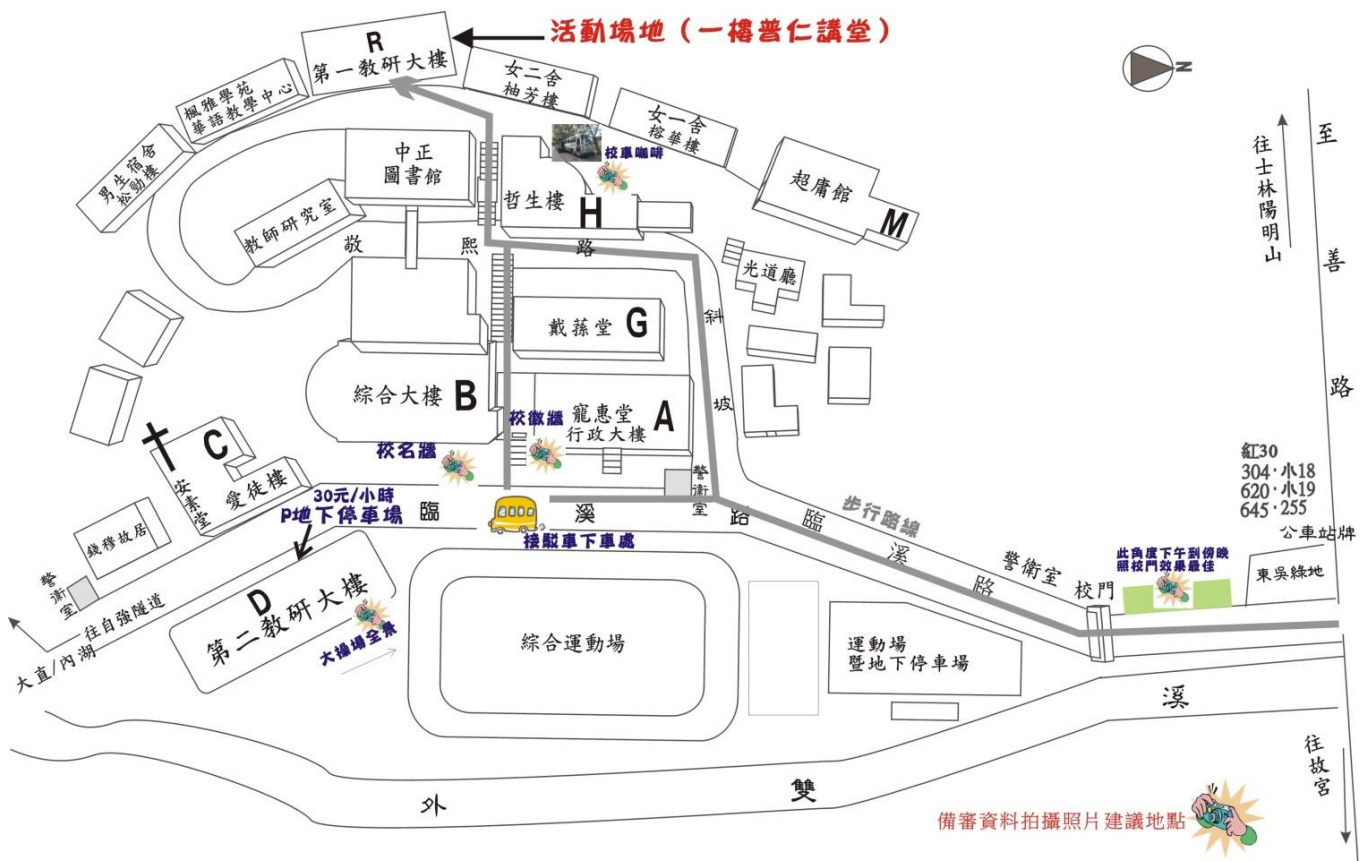 活動場地（一樓普仁講堂）
R
第一教研大樓
女二舍
柚芳樓
女一舍
榕華樓
N
楓雅學苑
華語教學中心
男生宿舍
松勁樓
中正
圖書館
校車咖啡
哲生樓
H
超庸館
M
教師研究室
敬熙路
光道廳
往士林陽明山
至善路
戴蓀堂 G
斜坡
綜合大樓 B
校徽牆
寵惠堂
行政大樓
A
校名牆
C
安素堂
愛徒樓
30元/小時
P地下停車場
臨溪路
警衛室
接駁車下車處
步行路線
臨溪路
警衛室
校門
此角度下午到傍晚
照校門效果最佳
紅30
304·小18
620·小19
645·255
公車站牌
東吳綠地
錢穆故居
警衛室
往自強隧道
大直/內湖
D
第二教研大樓
大操場全景
綜合運動場
運動場
暨地下停車場
外雙溪
往故宮
備審資料拍攝照片建議地點